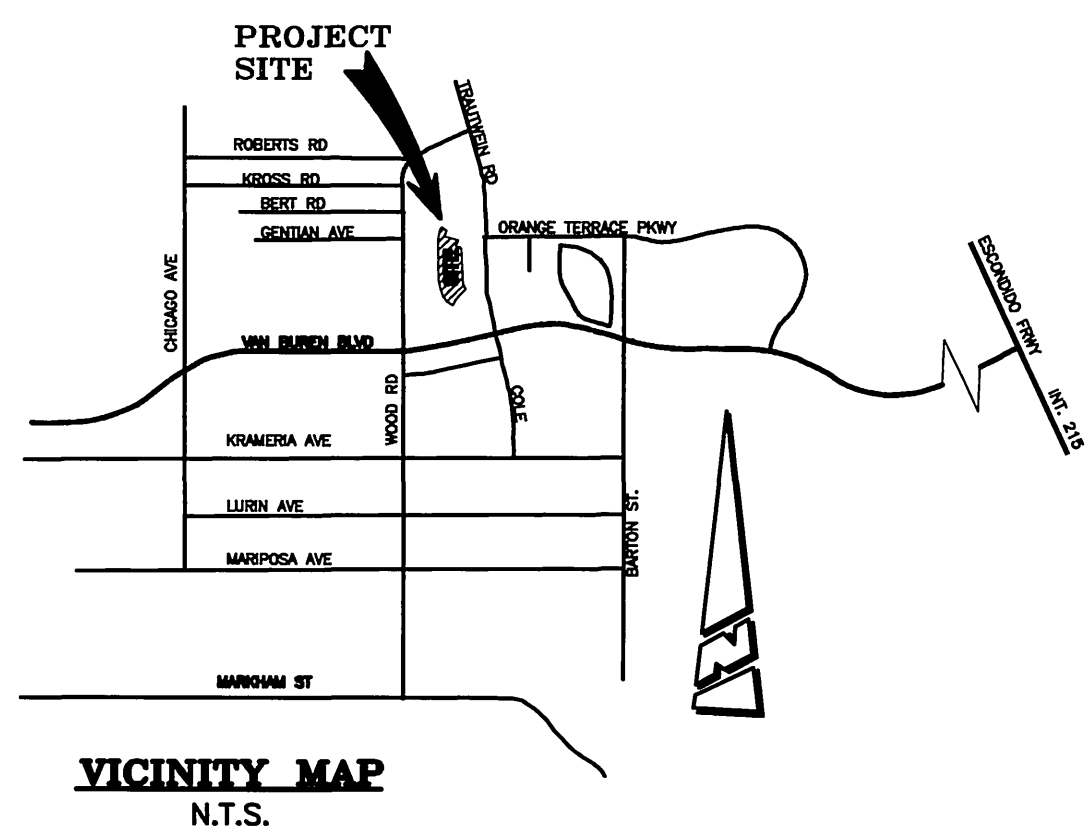 PROJECT
SITE
TRAUTWEIN RD
ROBERTS RD
KROSS RD
BERT RD
GENTIAN AVE
ORANGE TERRACE PKWY
CHICAGO AVE
ESCONDIDO FRWY
INT. 215
VAN BUREN BLVD
WOOD RD
COLE
KRAMERIA AVE
LURIN AVE
BARTON ST.
MARIPOSA AVE
N
MARKHAM ST
VICINITY MAP
N.T.S.